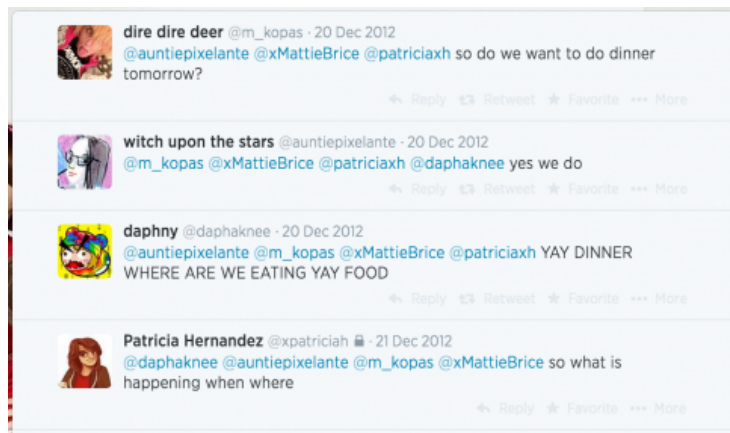 dire dire deer @m_kopas · 20 Dec 2012
@auntiepixelante @xMattieBrice @patriciaxh so do we want to do dinner
tomorrow?
Reply Retweet Favorite More
witch upon the stars @auntiepixelante · 20 Dec 2012
@m_kopas @xMattieBrice @patriciaxh @daphaknee yes we do
Reply Retweet Favorite More
daphny @daphaknee · 20 Dec 2012
@auntiepixelante @m_kopas @xMattieBrice @patriciaxh YAY DINNER
WHERE ARE WE EATING YAY FOOD
Reply Retweet Favorite More
Patricia Hernandez @xpatriciah · 21 Dec 2012
@daphaknee @auntiepixelante @m_kopas @xMattieBrice so what is
happening when where
Reply Favorite More